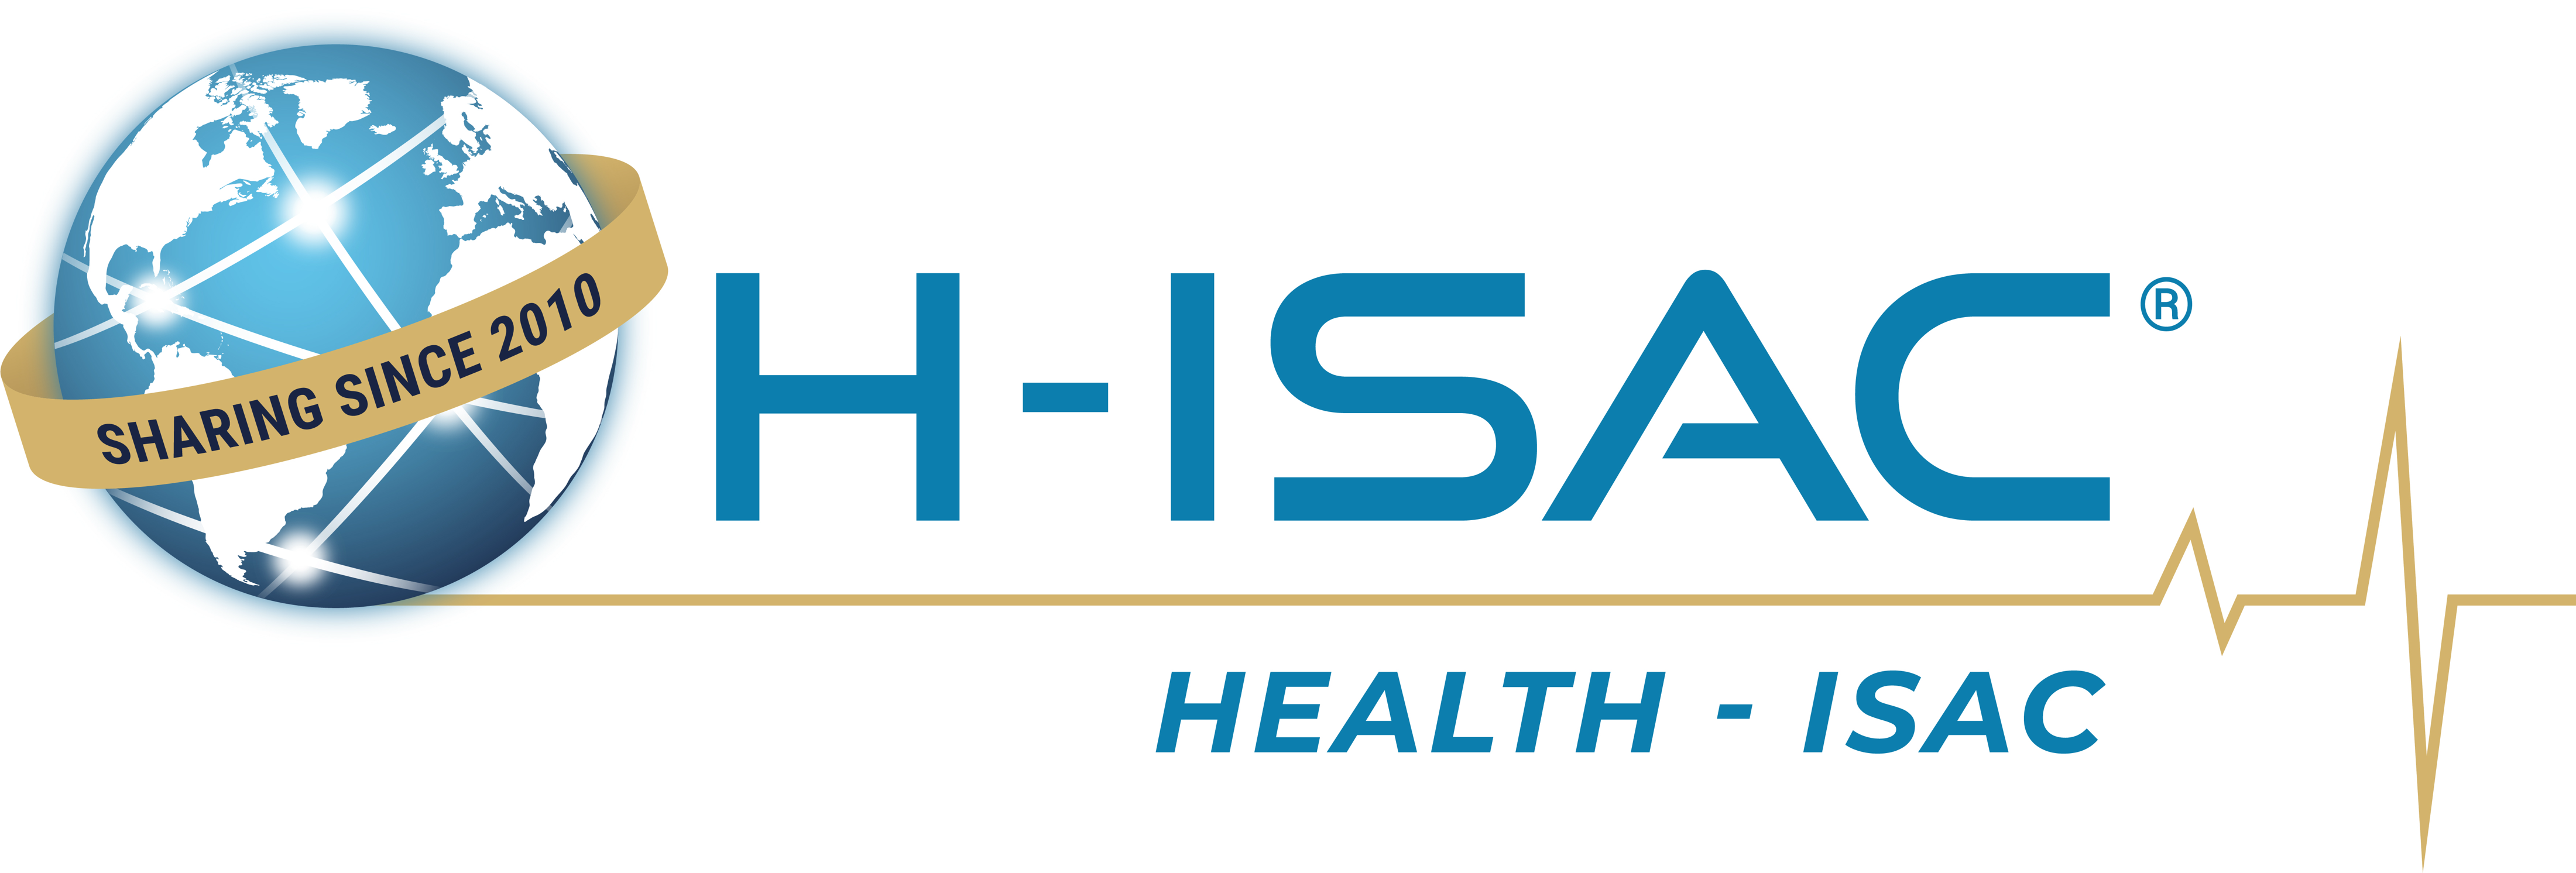 SHARING SINCE 2010
H-ISAC®
HEALTH - ISAC